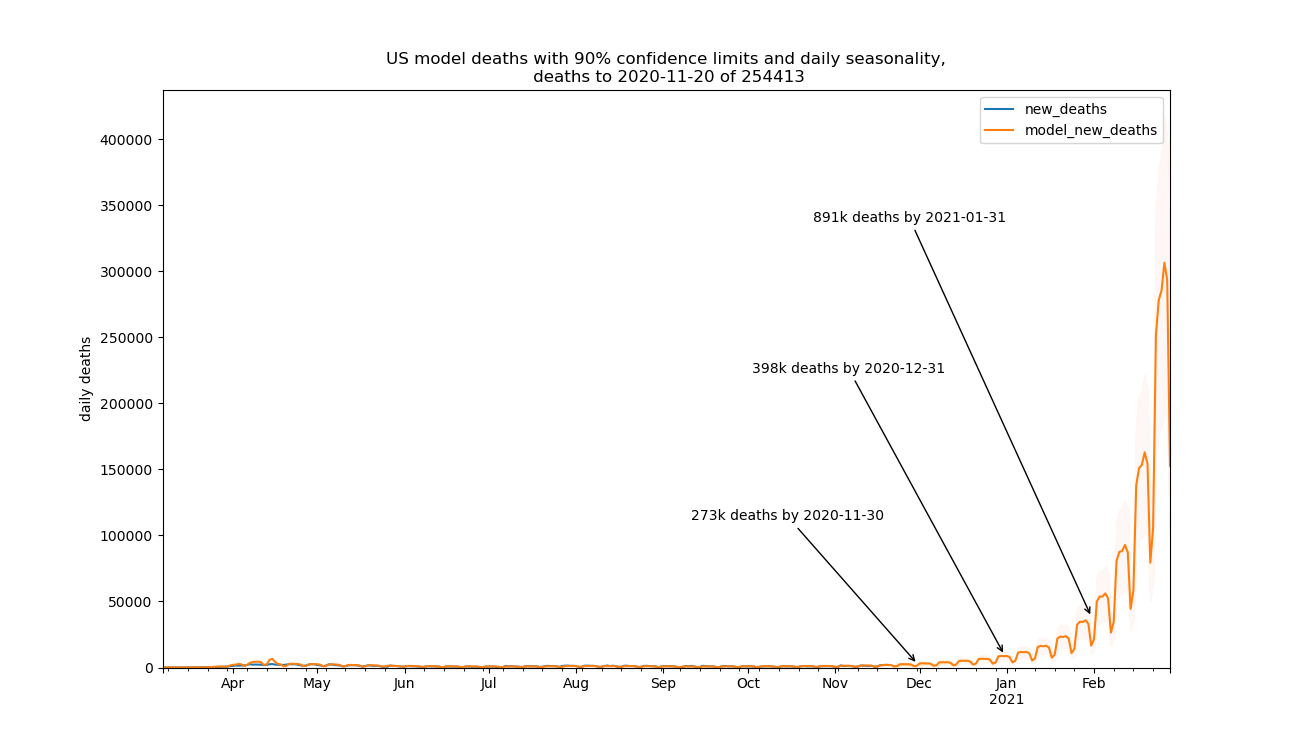 US model deaths with 90% confidence limits and daily seasonality,
deaths to 2020-11-20 of 254413
new_deaths
model_new_deaths
400000
350000
300000
250000
200000
150000
100000
50000
0
daily deaths
891k deaths by 2021-01-31
398k deaths by 2020-12-31
273k deaths by 2020-11-30
Apr May Jun Jul Aug Sep Oct Nov Dec Jan Feb
2021